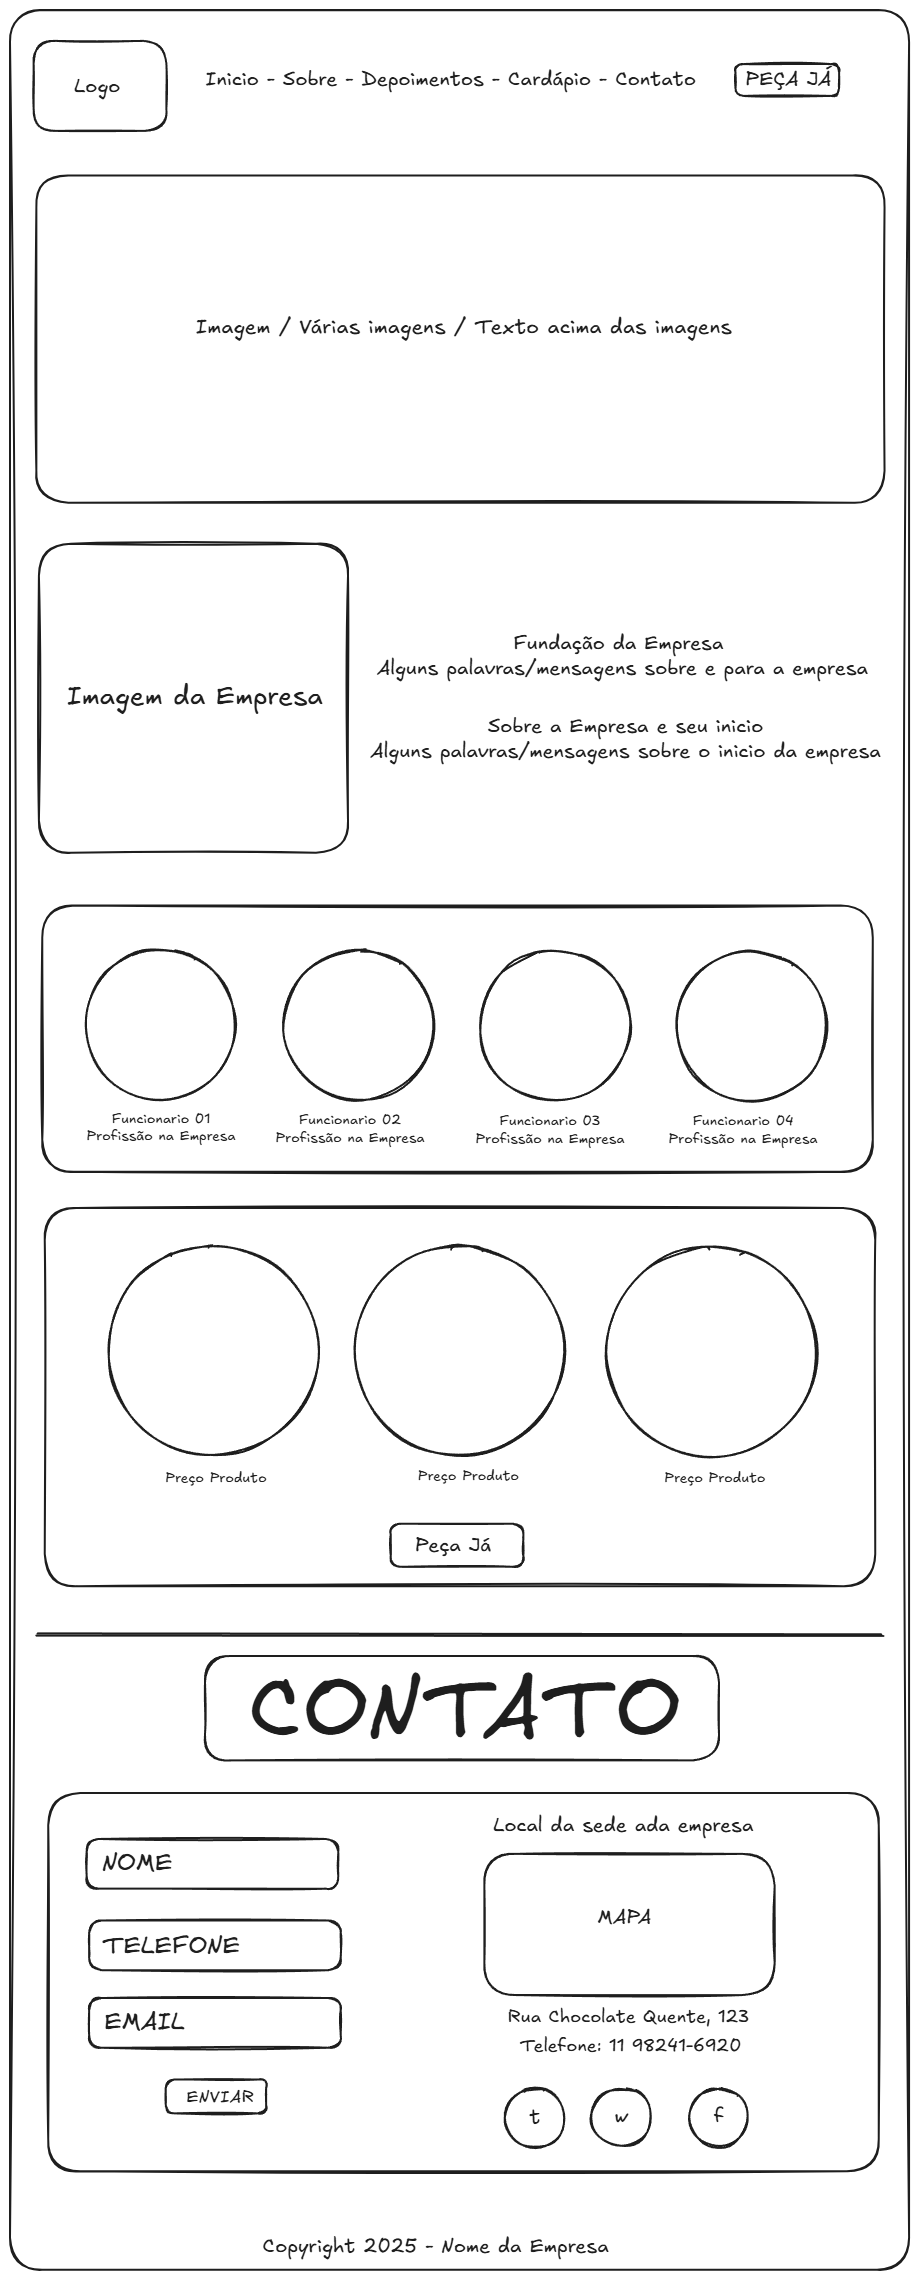 Logo
Inicio - Sobre - Depoimentos - Cardápio - Contato
PEÇA JÁ
Imagem / Várias imagens / Texto acima das imagens
Imagem da Empresa
Fundação da Empresa
Alguns palavras/mensagens sobre e para a empresa
Sobre a Empresa e seu inicio
Alguns palavras/mensagens sobre o inicio da empresa
Funcionario 01
Profissão na Empresa
Funcionario 02
Profissão na Empresa
Funcionario 03
Profissão na Empresa
Funcionario 04
Profissão na Empresa
Preço Produto
Preço Produto
Preço Produto
Peça Já
CONTATO
NOME
TELEFONE
EMAIL
ENVIAR
Local da sede ada empresa
MAPA
Rua Chocolate Quente, 123
Telefone: 11 98241-6920
t
w
f
Copyright 2025 - Nome da Empresa